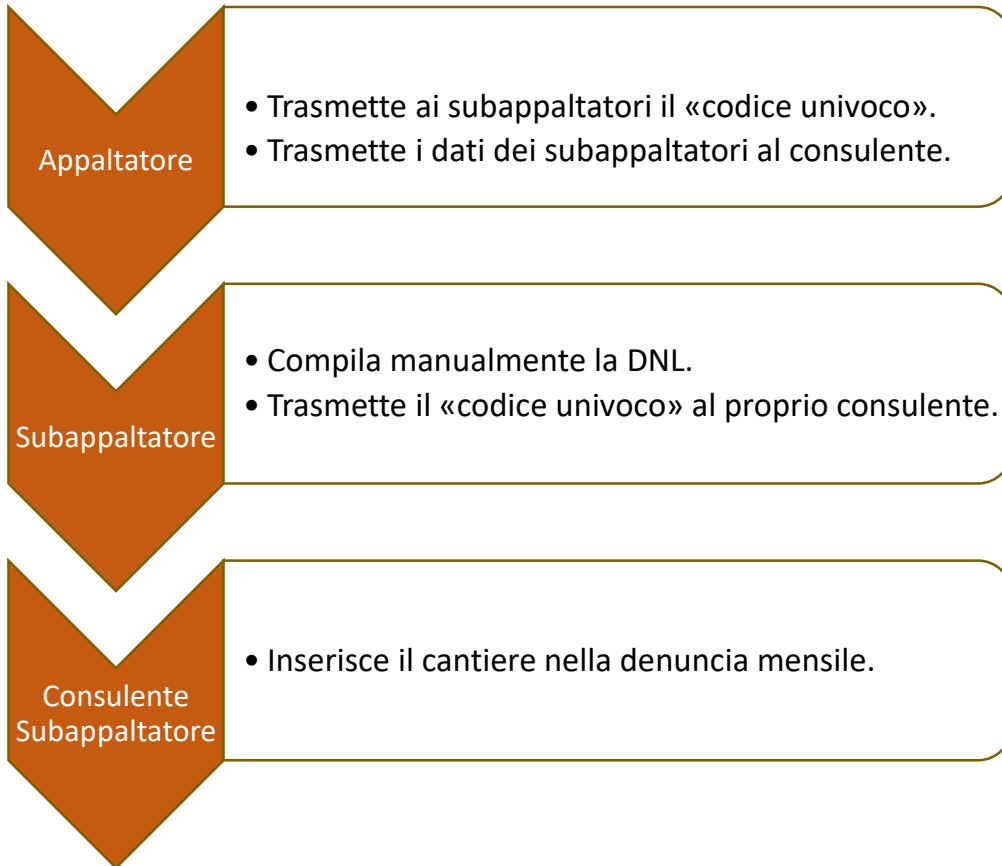 Appaltatore
• Trasmette ai subappaltatori il «codice univoco».
• Trasmette i dati dei subappaltatori al consulente.
Subappaltatore
• Compila manualmente la DNL.
• Trasmette il «codice univoco» al proprio consulente.
Consulente
Subappaltatore
• Inserisce il cantiere nella denuncia mensile.